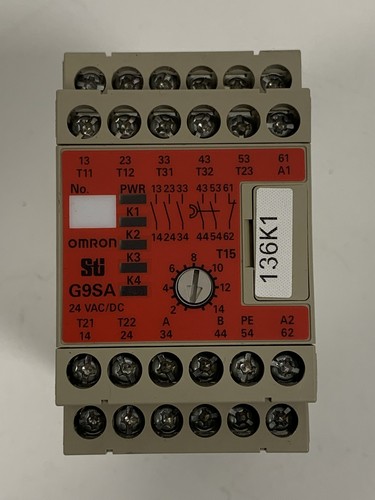 13 23 33 43 53 61
T11 T12 T31 T32 T23 A1
No. PWR 13 23 33 43 53 61
K1
K2 14 24 34 44 54 62
OMRON
K3 T15
STI
G9SA K4
24 VAC/DC
8
6 10
4 12
2 14
136K1
T21 T22 A B PE A2
14 24 34 44 54 62